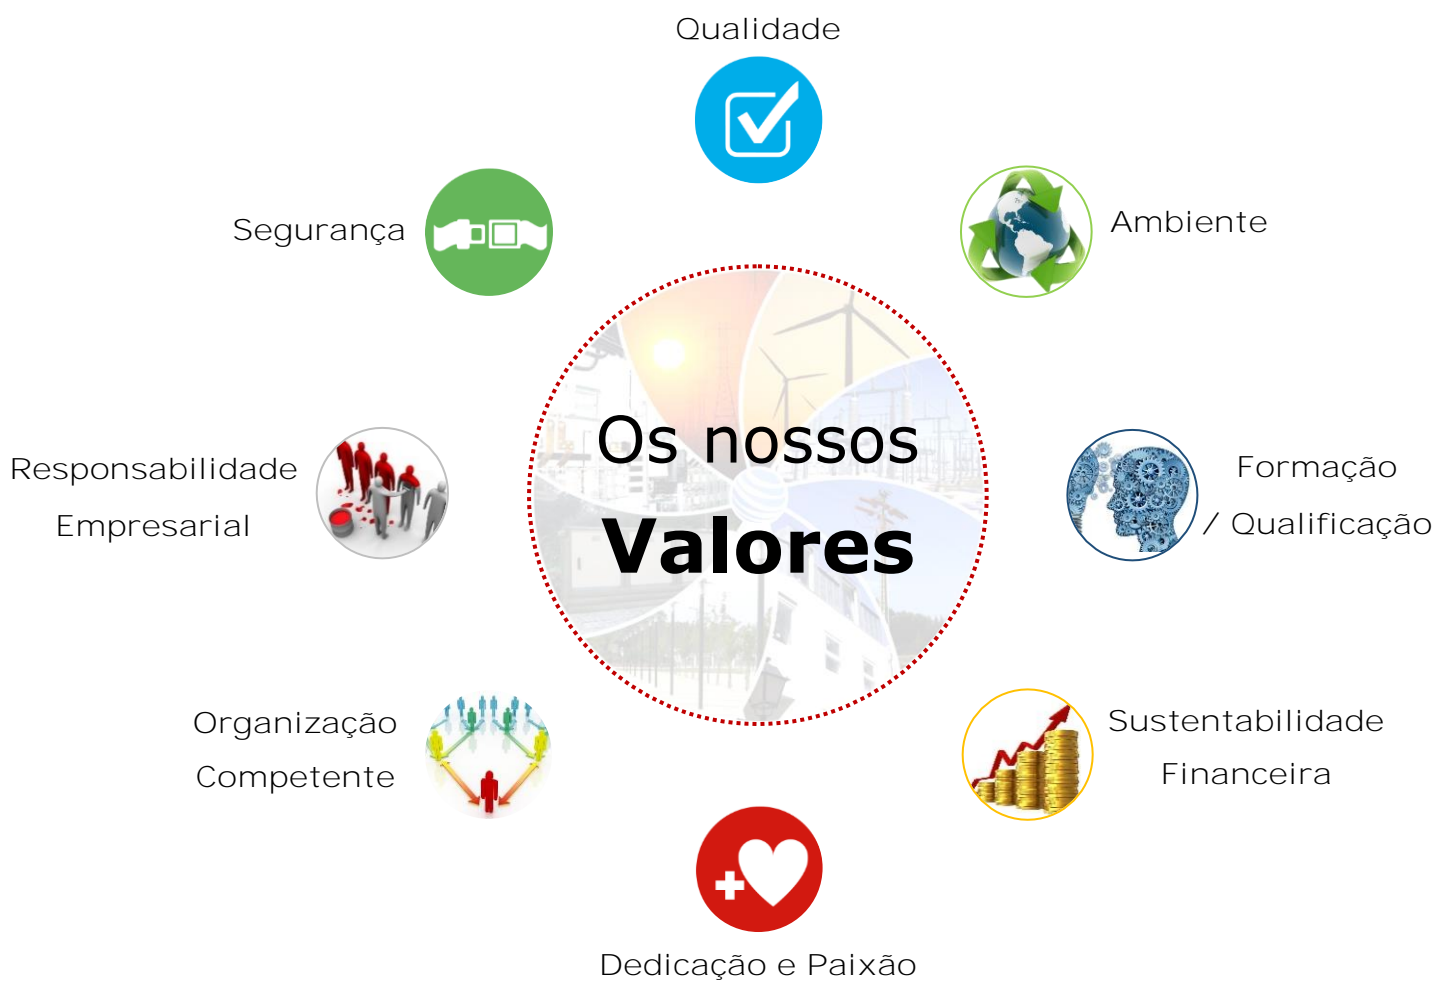 Qualidade
Segurança
Ambiente
Os nossos
Valores
Responsabilidade
Empresarial
Formação
/ Qualificação
Organização
Competente
Sustentabilidade
Financeira
Dedicação e Paixão